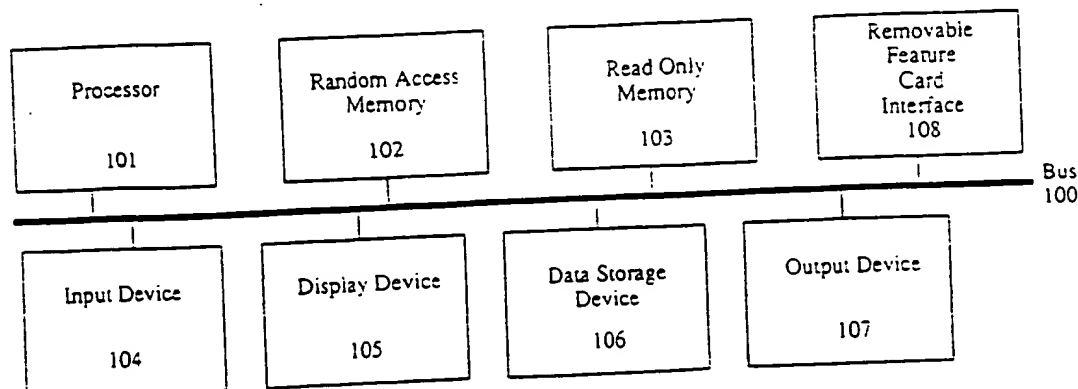 Processor
101
Random Access
Memory
102
Read Only
Memory
103
Removable
Feature
Card
Interface
108
Bus
100
Input Device
104
Display Device
105
Data Storage
Device
106
Output Device
107